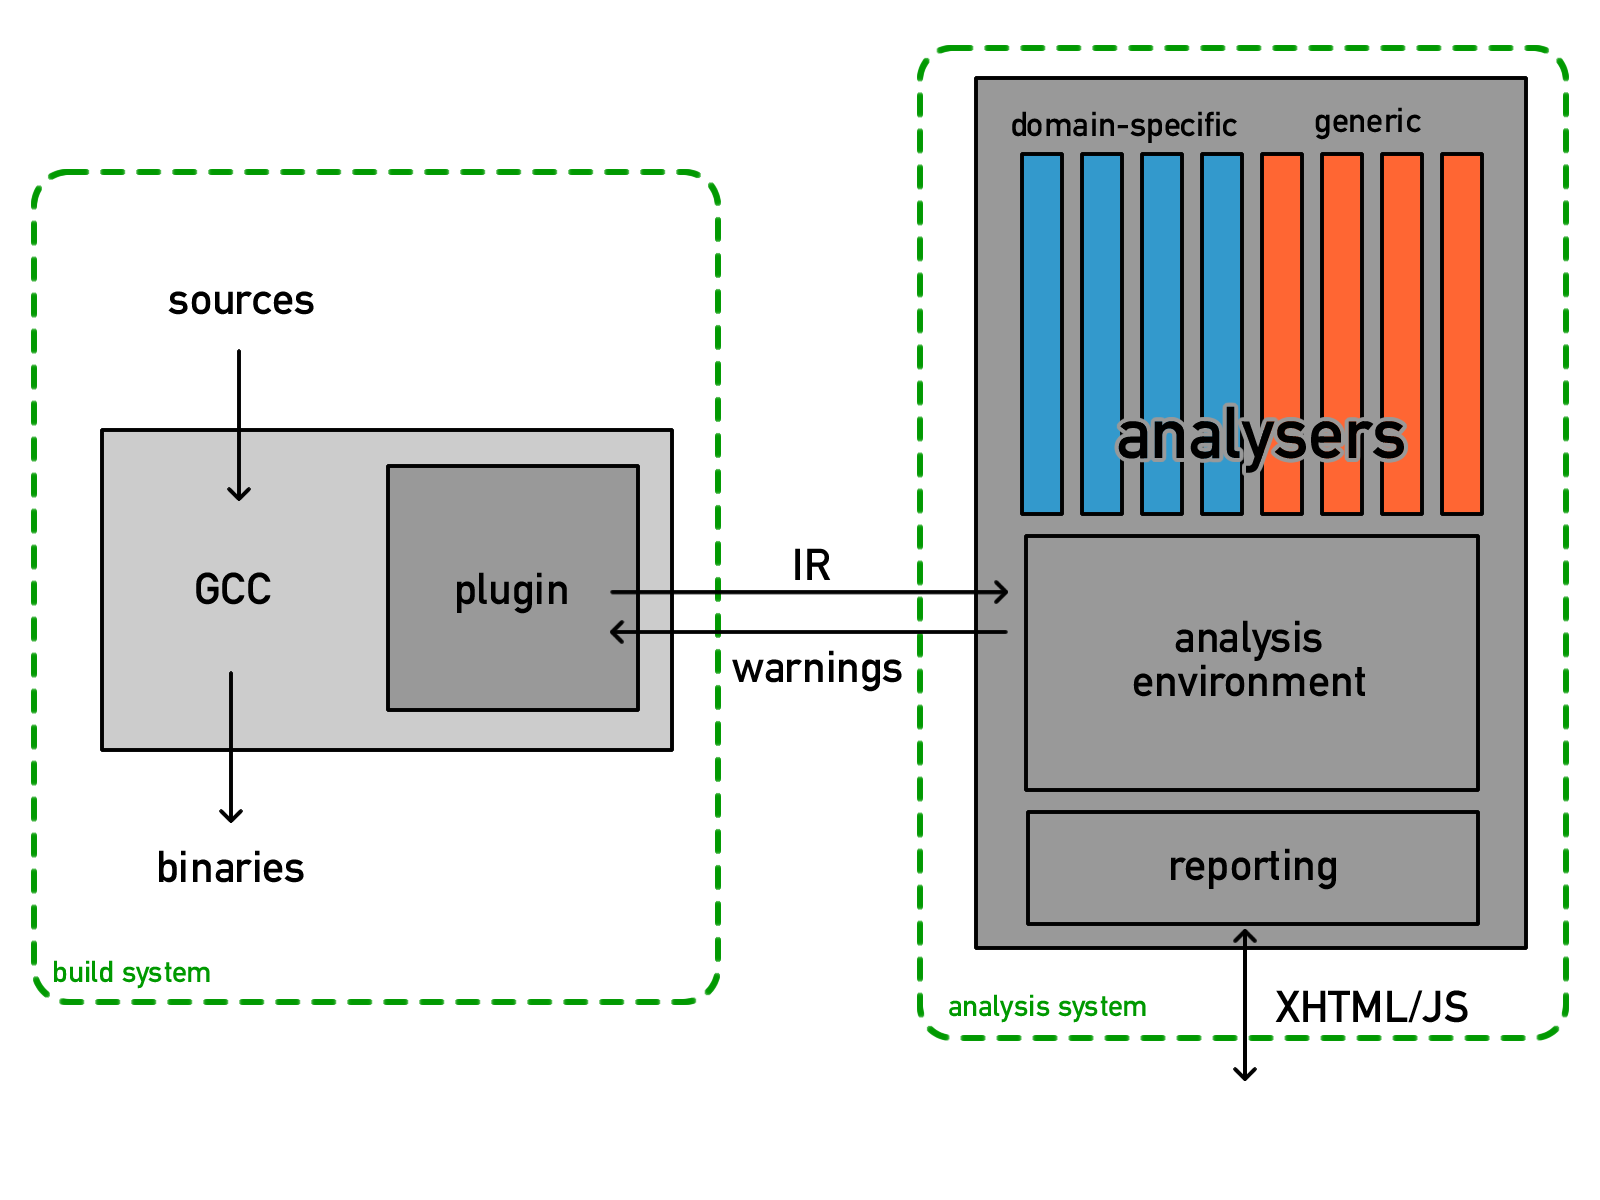 sources
GCC
plugin
binaries
build system
IR
warnings
domain-specific
generic
analysers
analysis
environment
reporting
analysis system
XHTML/JS